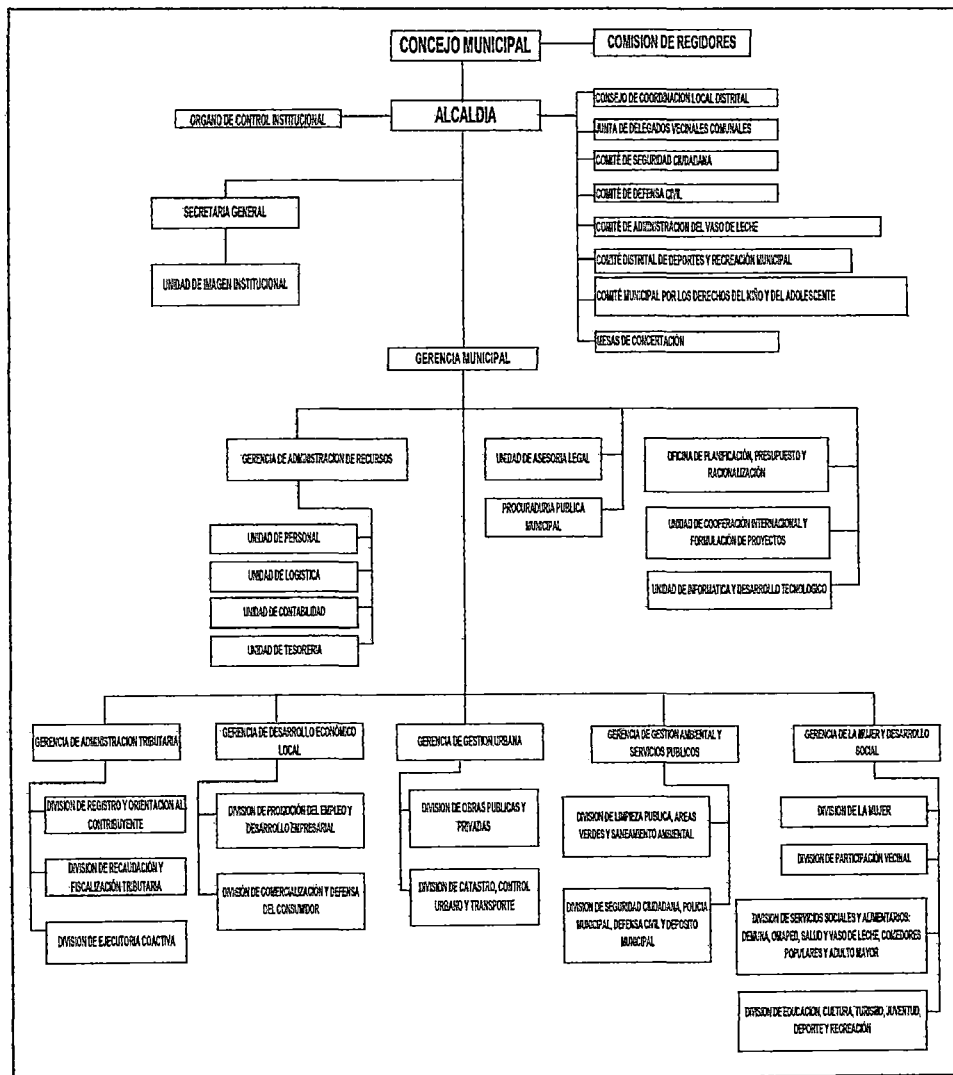 CONCEJO MUNICIPAL
COMISION DE REGIDORES
ALCALDIA
ORGANO DE CONTROL INSTITUCIONAL
CONSEJO DE COORDINACION LOCAL DISTRITAL
JUNTA DE DELEGADOS VECINALES COMUNALES
COMITÉ DE SEGURIDAD CIUDADANA
COMITÉ DE DEFENSA CIVIL
COMITÉ DE ADMINISTRACION DEL VASO DE LECHE
COMITÉ DISTRITAL DE DEPORTES Y RECREACIÓN MUNICIPAL
COMITÉ MUNICIPAL POR LOS DERECHOS DEL NIÑO Y DEL ADOLESCENTE
MESAS DE CONCERTACIÓN
SECRETARIA GENERAL
UNIDAD DE IMAGEN INSTITUCIONAL
GERENCIA MUNICIPAL
GERENCIA DE ADMINISTRACION DE RECURSOS
UNIDAD DE PERSONAL
UNIDAD DE LOGISTICA
UNIDAD DE CONTABILIDAD
UNIDAD DE TESORERIA
UNIDAD DE ASESORIA LEGAL
PROCURADURIA PUBLICA
MUNICIPAL
OFICINA DE PLANIFICACIÓN, PRESUPUESTO Y
RACIONALIZACIÓN
UNIDAD DE COOPERACIÓN INTERNACIONAL Y
FORMULACIÓN DE PROYECTOS
UNIDAD DE INFORMATICA Y DESARROLLO TECNOLOGICO
GERENCIA DE ADMINISTRACION TRIBUTARIA
DIVISION DE REGISTRO Y ORIENTACION AL
CONTRIBUYENTE
DIVISIÓN DE RECAUDACIÓN Y
FISCALIZACIÓN TRIBUTARIA
DIVISION DE EJECUTORIA COACTIVA
GERENCIA DE DESARROLLO ECONÓMICO
LOCAL
DIVISIÓN DE PROMOCIÓN DEL EMPLEO Y
DESARROLLO EMPRESARIAL
DIVISIÓN DE COMERCIALIZACIÓN Y DEFENSA
DEL CONSUMIDOR
GERENCIA DE GESTION URBANA
DIVISION DE OBRAS PUBLICAS Y
PRIVADAS
DIVISION DE CATASTRO, CONTROL
URBANO Y TRANSPORTE
GERENCIA DE GESTION AMBIENTAL Y
SERVICIOS PUBLICOS
DIVISION DE LIMPIEZA PUBLICA, AREAS
VERDES Y SANEAMIENTO AMBIENTAL
DIVISION DE SEGURIDAD CIUDADANA, POLICIA
MUNICIPAL, DEFENSA CIVIL Y DEPOSITO
MUNICIPAL
GERENCIA DE LA MUJER Y DESARROLLO
SOCIAL
DIVISION DE LA MUJER
DIVISION DE PARTICIPACIÓN VECINAL
DIVISION DE SERVICIOS SOCIALES Y ALIMENTARIOS:
DEMUNA, OMAPED, SALUD Y VASO DE LECHE, COMEDORES
POPULARES Y ADULTO MAYOR
DIVISION DE EDUCACION, CULTURA, TURISMO, JUVENTUD,
DEPORTE Y RECREACIÓN